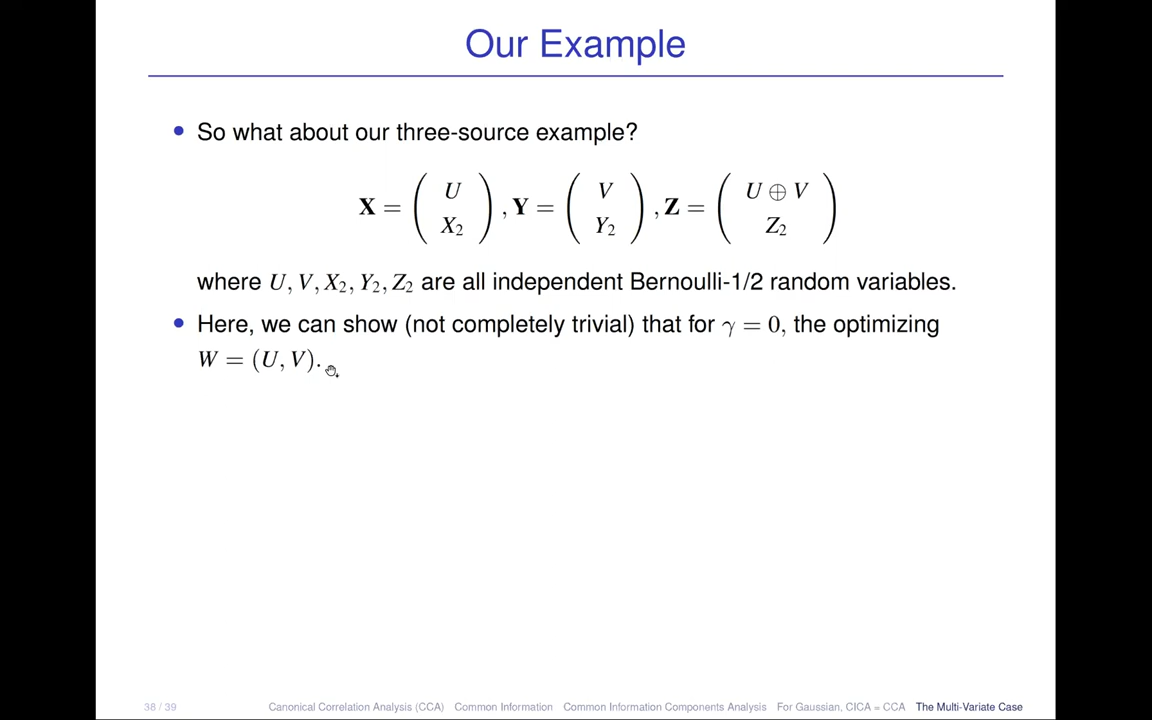 Our Example
• So what about our three-source example?
X = ( U X₂ ), Y = ( V Y₂ ), Z = ( U ⊕ V Z₂ )
where U, V, X₂, Y₂, Z₂ are all independent Bernoulli-1/2 random variables.
• Here, we can show (not completely trivial) that for γ = 0, the optimizing
W = (U, V).
38 / 39 Canonical Correlation Analysis (CCA) Common Information Common Information Components Analysis For Gaussian, CICA = CCA The Multi-Variate Case